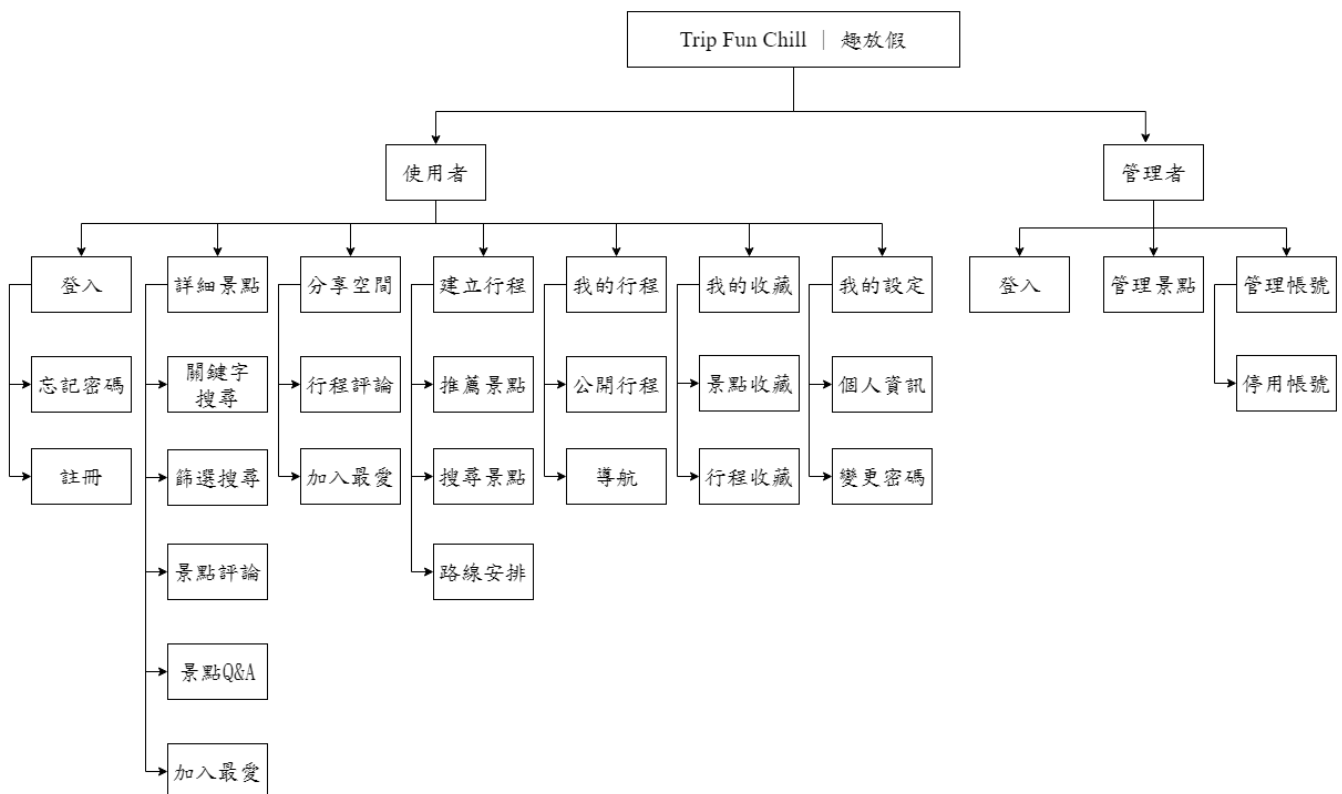 Trip Fun Chill | 趣放假
使用者
管理者
登入
詳細景點
分享空間
建立行程
我的行程
我的收藏
我的設定
登入
管理景點
管理帳號
忘記密碼
關鍵字
搜尋
行程評論
推薦景點
公開行程
景點收藏
個人資訊
停用帳號
註冊
篩選搜尋
加入最愛
搜尋景點
導航
行程收藏
變更密碼
景點評論
路線安排
景點Q&A
加入最愛